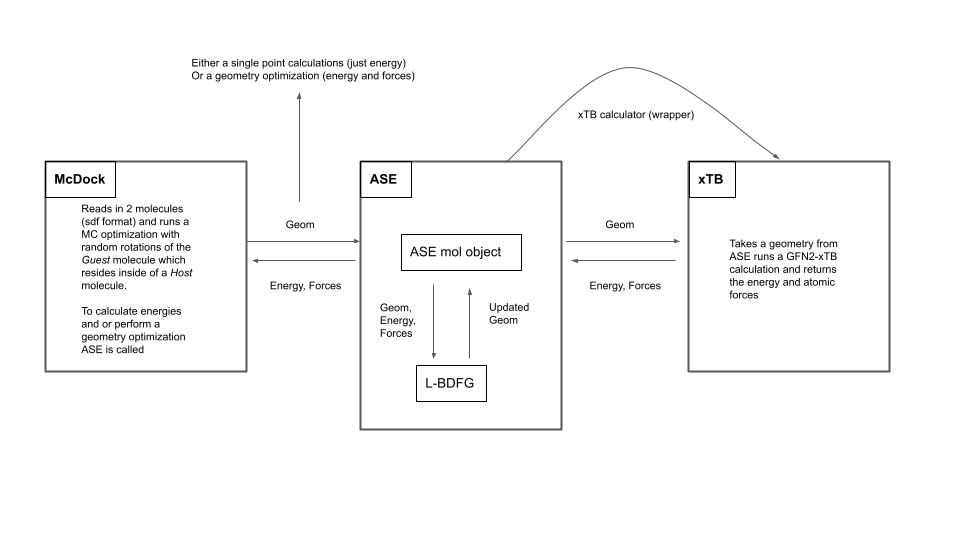 Either a single point calculations (just energy)
Or a geometry optimization (energy and forces)
xTB calculator (wrapper)
McDock
Reads in 2 molecules
(sdf format) and runs a
MC optimization with
random rotations of the
Guest molecule which
resides inside of a Host
molecule.
To calculate energies
and or perform a
geometry optimization
ASE is called
Geom
Energy, Forces
ASE
ASE mol object
Geom,
Energy,
Forces
Updated
Geom
L-BDFG
Geom
Energy, Forces
xTB
Takes a geometry from
ASE runs a GFN2-xTB
calculation and returns
the energy and atomic
forces